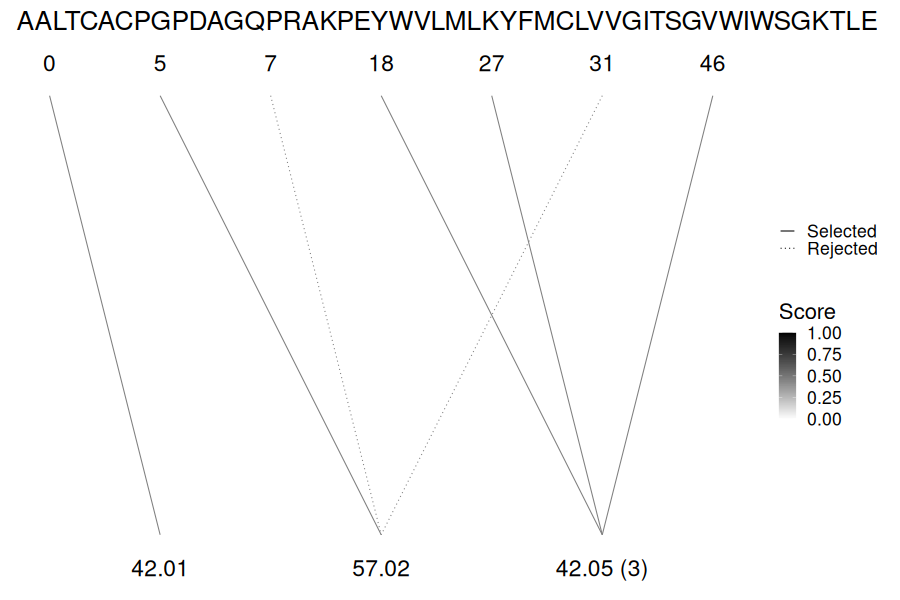 AALTCACPGPDAGQPRAKPEYWVLMLKYFMCLVVGITSGVWIWSGKTLE
0 5 7 18 27 31 46
Selected
Rejected
Score
1.00
0.75
0.50
0.25
0.00
42.01 57.02 42.05 (3)